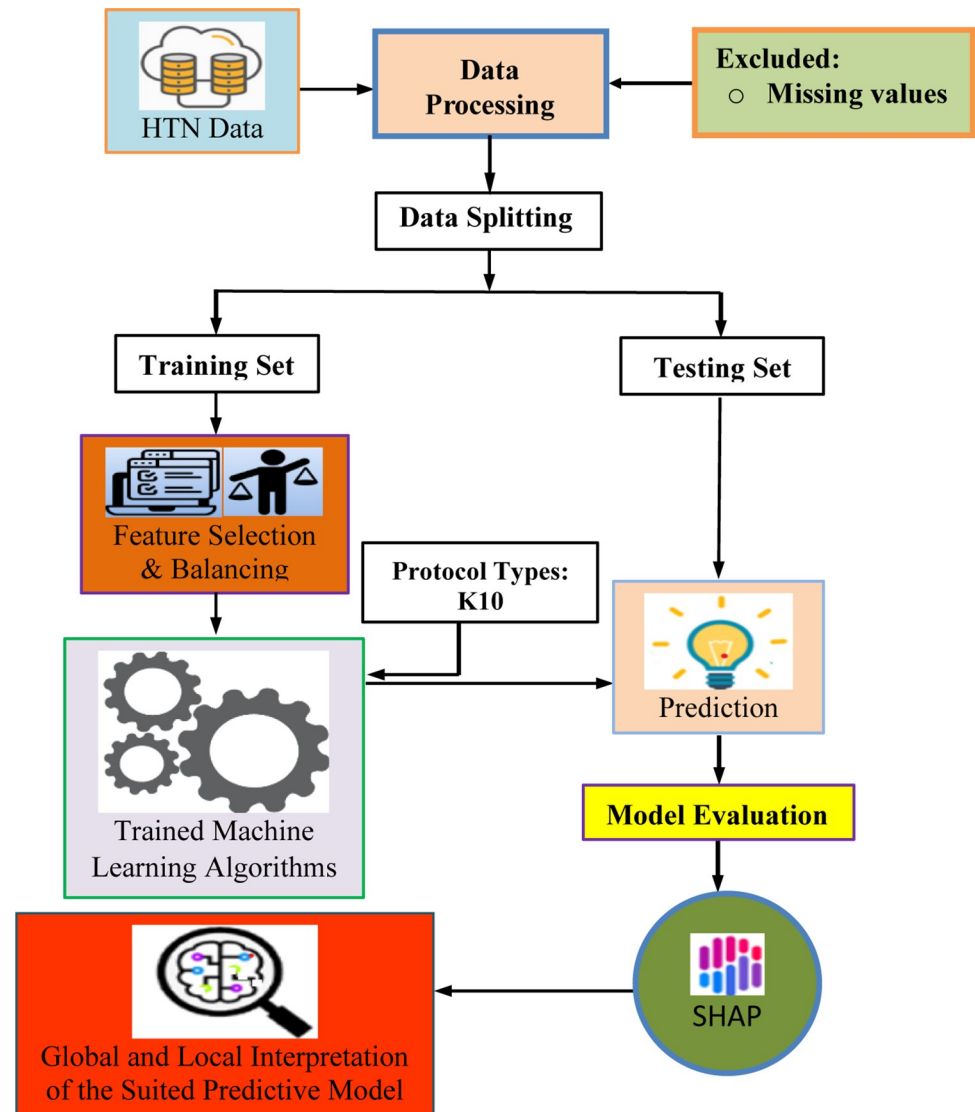 HTN Data
Data
Processing
Excluded:
o Missing values
Data Splitting
Training Set
Testing Set
Feature Selection
& Balancing
Protocol Types:
K10
Trained Machine
Learning Algorithms
Prediction
Model Evaluation
SHAP
Global and Local Interpretation
of the Suited Predictive Model